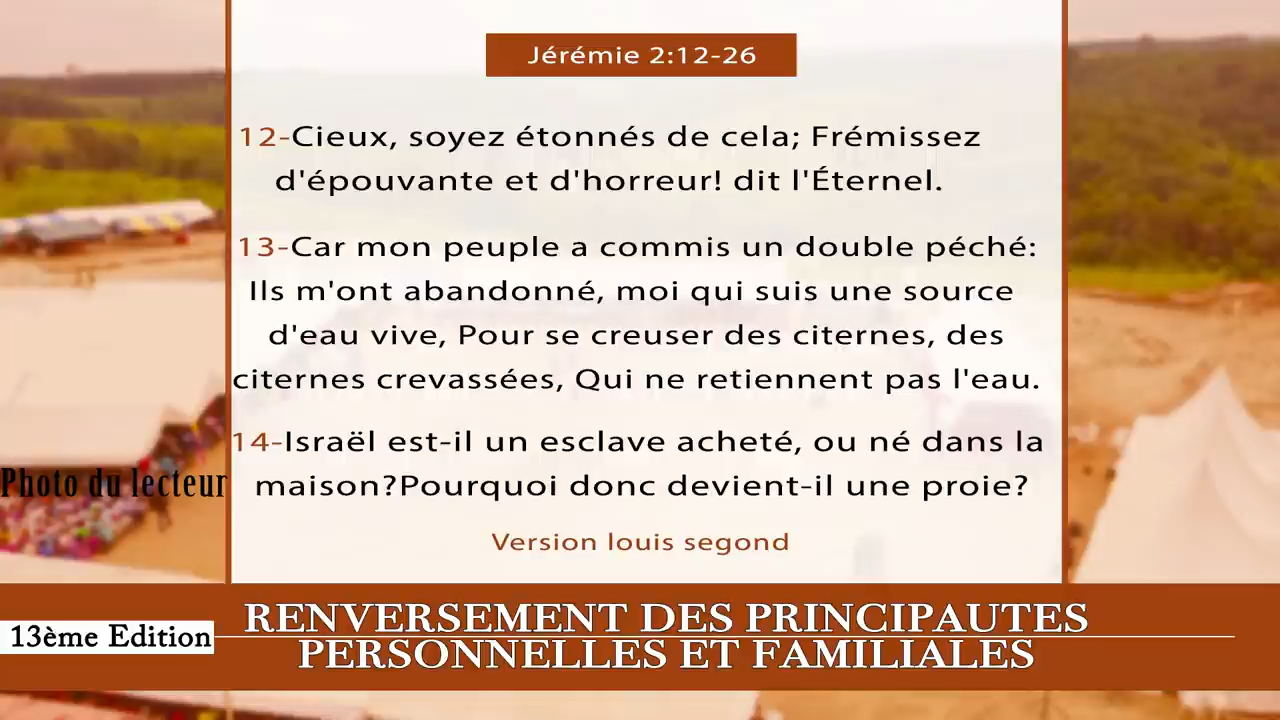 Jérémie 2:12-26
12-Cieux, soyez étonnés de cela; Frémissez
d'épouvante et d'horreur! dit l'Éternel.
13-Car mon peuple a commis un double péché:
Ils m'ont abandonné, moi qui suis une source
d'eau vive, Pour se creuser des citernes, des
citernes crevassées, Qui ne retiennent pas l'eau.
14-Israël est-il un esclave acheté, ou né dans la
maison?Pourquoi donc devient-il une proie?
Version louis segond
Photo du lecteur
13ème Edition
RENVERSEMENT DES PRINCIPAUTES
PERSONNELLES ET FAMILIALES